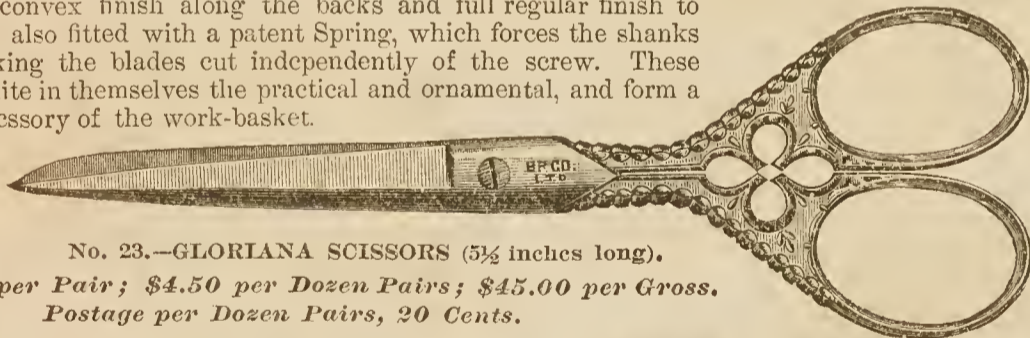 convex finish along the backs and full regular finish to
also fitted with a patent Spring, which forces the shanks
king the blades cut independently of the screw. These
ite in themselves the practical and ornamental, and form a
essory of the work-basket.
BP.CO.
LTD
No. 23.—GLORIANA SCISSORS (5½ inches long).
per Pair; $4.50 per Dozen Pairs; $45.00 per Gross.
Postage per Dozen Pairs, 20 Cents.